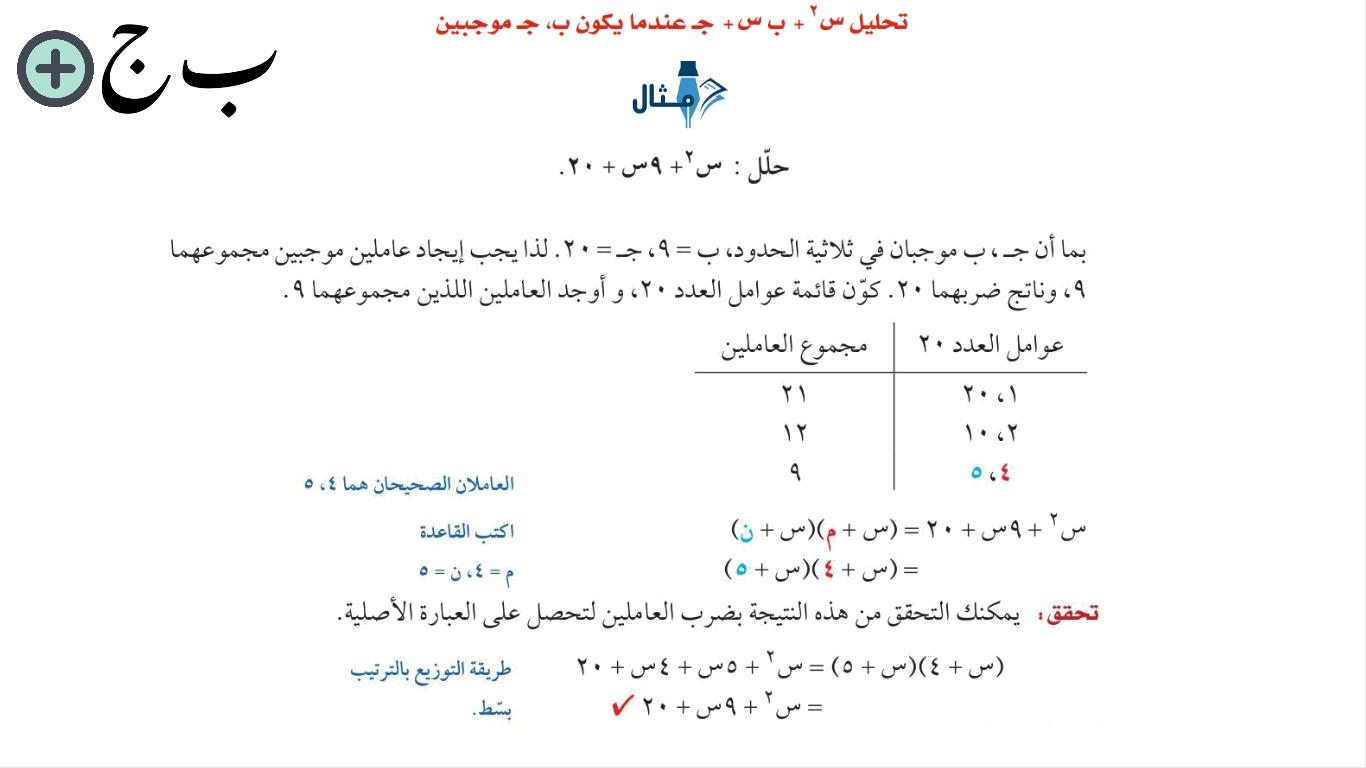 تحليل س٢ + ب س + جـ عندما يكون ب، جـ موجبين
ب ج +
مثال
حلّل : س٢ + ٩س + ٢٠.
بما أن جـ ، ب موجبان في ثلاثية الحدود، ب = ٩، جـ = ٢٠. لذا يجب إيجاد عاملين موجبين مجموعهما
٩، وناتج ضربهما ٢٠. كوّن قائمة عوامل العدد ٢٠، و أوجد العاملين اللذين مجموعهما ٩.
عوامل العدد ٢٠ مجموع العاملين
١، ٢٠ ٢١
٢، ١٠ ١٢
٤، ٥ ٩ العاملان الصحيحان هما ٤، ٥
س٢ + ٩س + ٢٠ = (س + م)(س + ن) اكتب القاعدة
= (س + ٤)(س + ٥) م = ٤، ن = ٥
تحقق: يمكنك التحقق من هذه النتيجة بضرب العاملين لتحصل على العبارة الأصلية.
(س + ٤)(س + ٥) = س٢ + ٥س + ٤س + ٢٠ طريقة التوزيع بالترتيب
= س٢ + ٩س + ٢٠ ✓ بسّط.